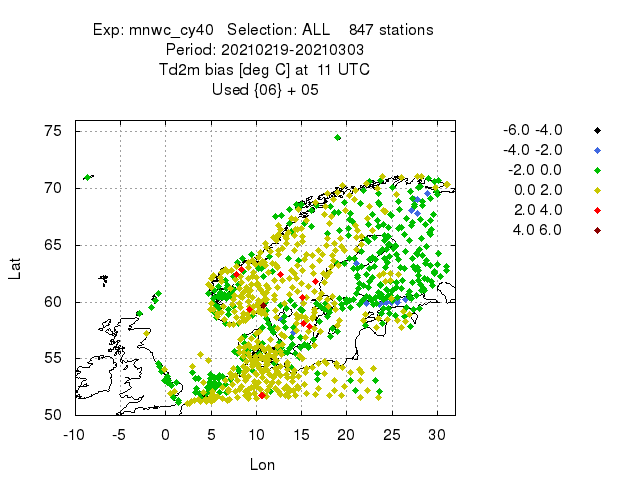 Exp: mnwc_cy40 Selection: ALL 847 stations
Period: 20210219-20210303
Td2m bias [deg C] at 11 UTC
Used {06} + 05
-6.0 -4.0
-4.0 -2.0
-2.0 0.0
0.0 2.0
2.0 4.0
4.0 6.0
75
70
65
60
55
50
Lat
-10 -5 0 5 10 15 20 25 30
Lon